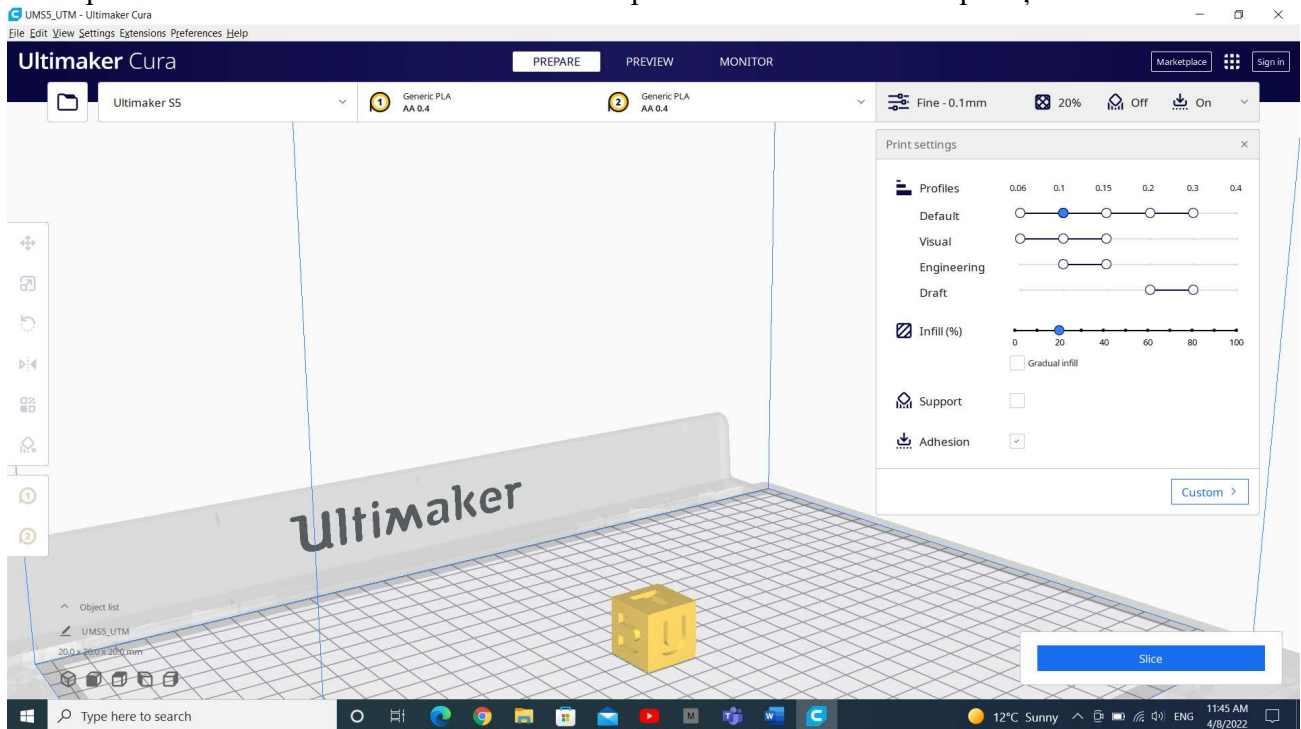 UMS5_UTM - Ultimaker Cura
File Edit View Settings Extensions Preferences Help
Ultimaker Cura
PREPARE PREVIEW MONITOR
Marketplace Sign in
Ultimaker S5
1 Generic PLA
AA 0.4
2 Generic PLA
AA 0.4
Fine - 0.1mm 20% Off On
Print settings
Profiles 0.06 0.1 0.15 0.2 0.3 0.4
Default
Visual
Engineering
Draft
Infill (%)
0 20 40 60 80 100
Gradual infill
Support
Adhesion
Custom
1
2
Ultimaker
U
Object list
UMS5_UTM
20.0 x 20.0 x 20.0 mm
Slice
Type here to search
12°C Sunny ENG 11:45 AM
4/8/2022